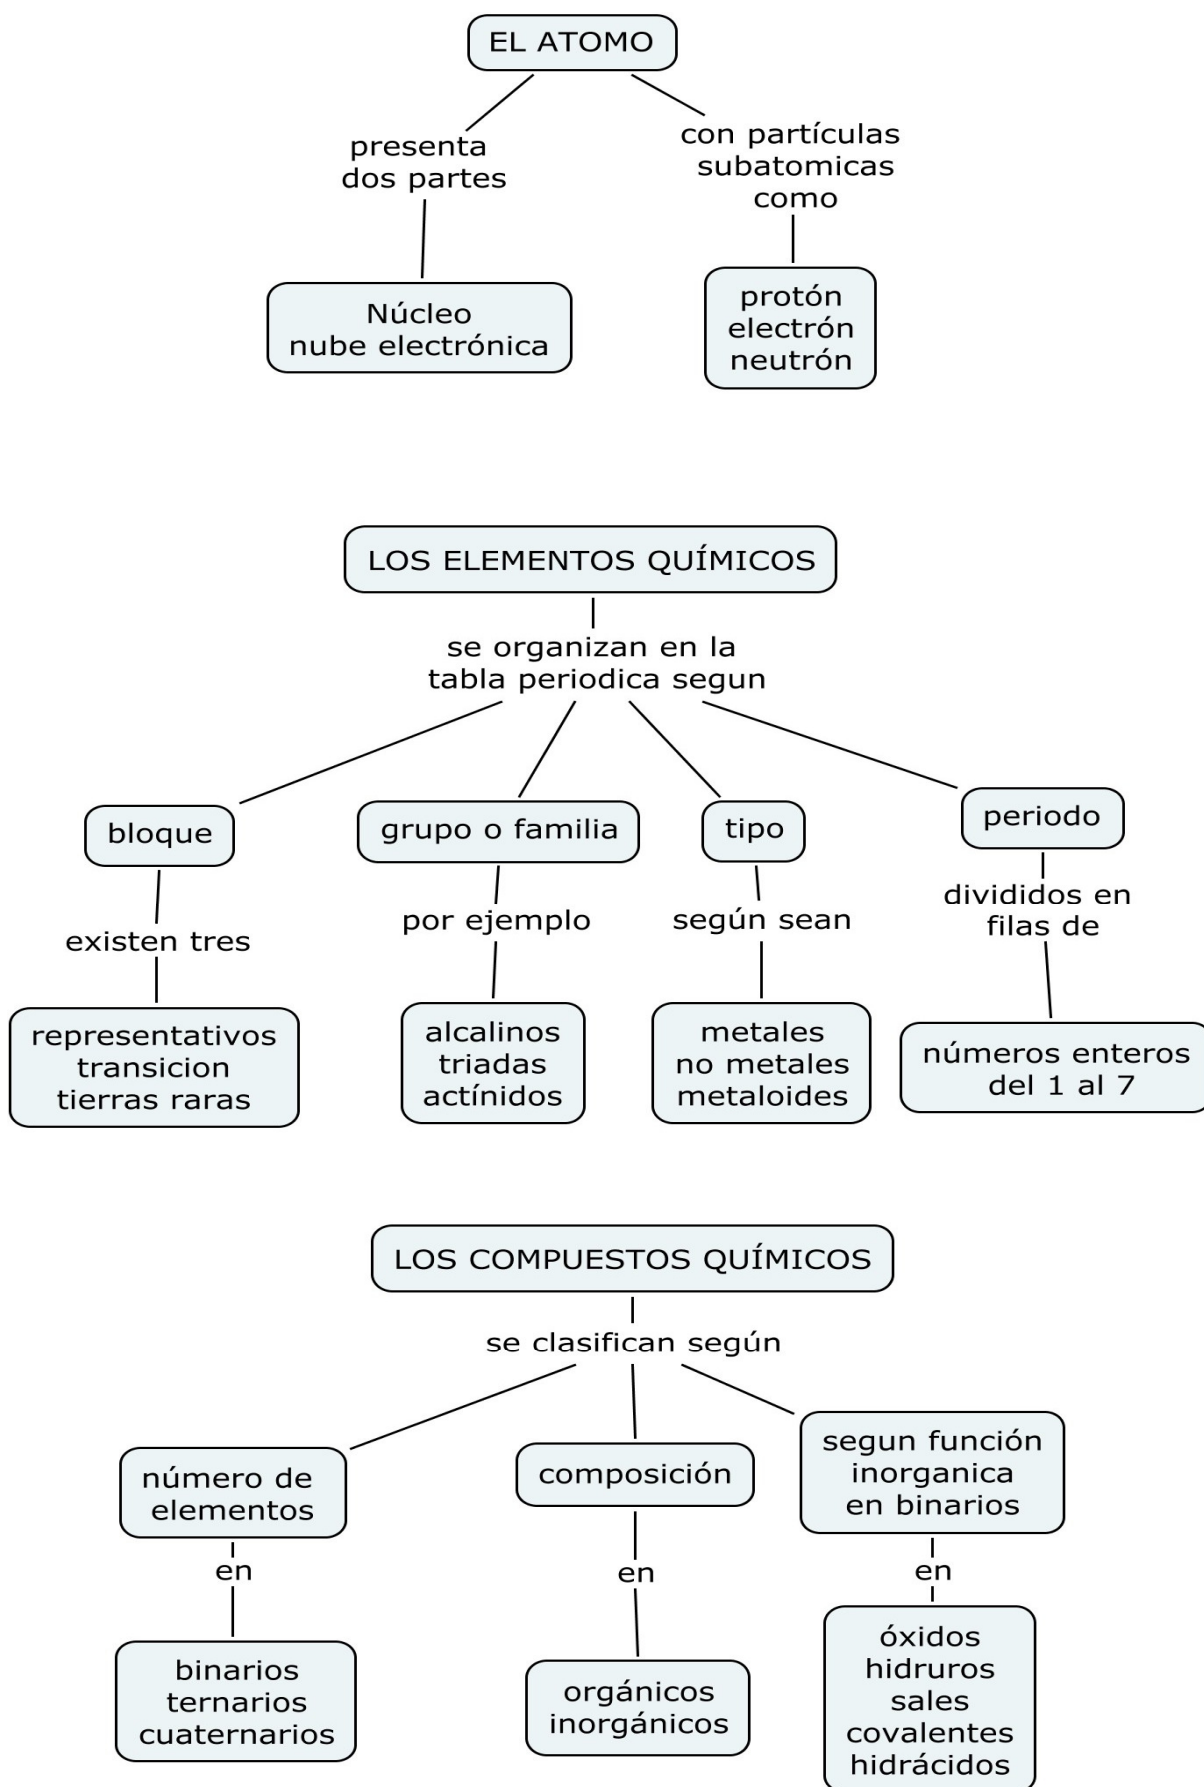 EL ATOMO
presenta
dos partes
con partículas
subatomicas
como
Núcleo
nube electrónica
protón
electrón
neutrón
LOS ELEMENTOS QUÍMICOS
se organizan en la
tabla periodica segun
bloque
grupo o familia
tipo
periodo
existen tres
por ejemplo
según sean
divididos en
filas de
representativos
transicion
tierras raras
alcalinos
triadas
actínidos
metales
no metales
metaloides
números enteros
del 1 al 7
LOS COMPUESTOS QUÍMICOS
se clasifican según
número de
elementos
composición
segun función
inorganica
en binarios
en
en
en
binarios
ternarios
cuaternarios
orgánicos
inorgánicos
óxidos
hidruros
sales
covalentes
hidrácidos